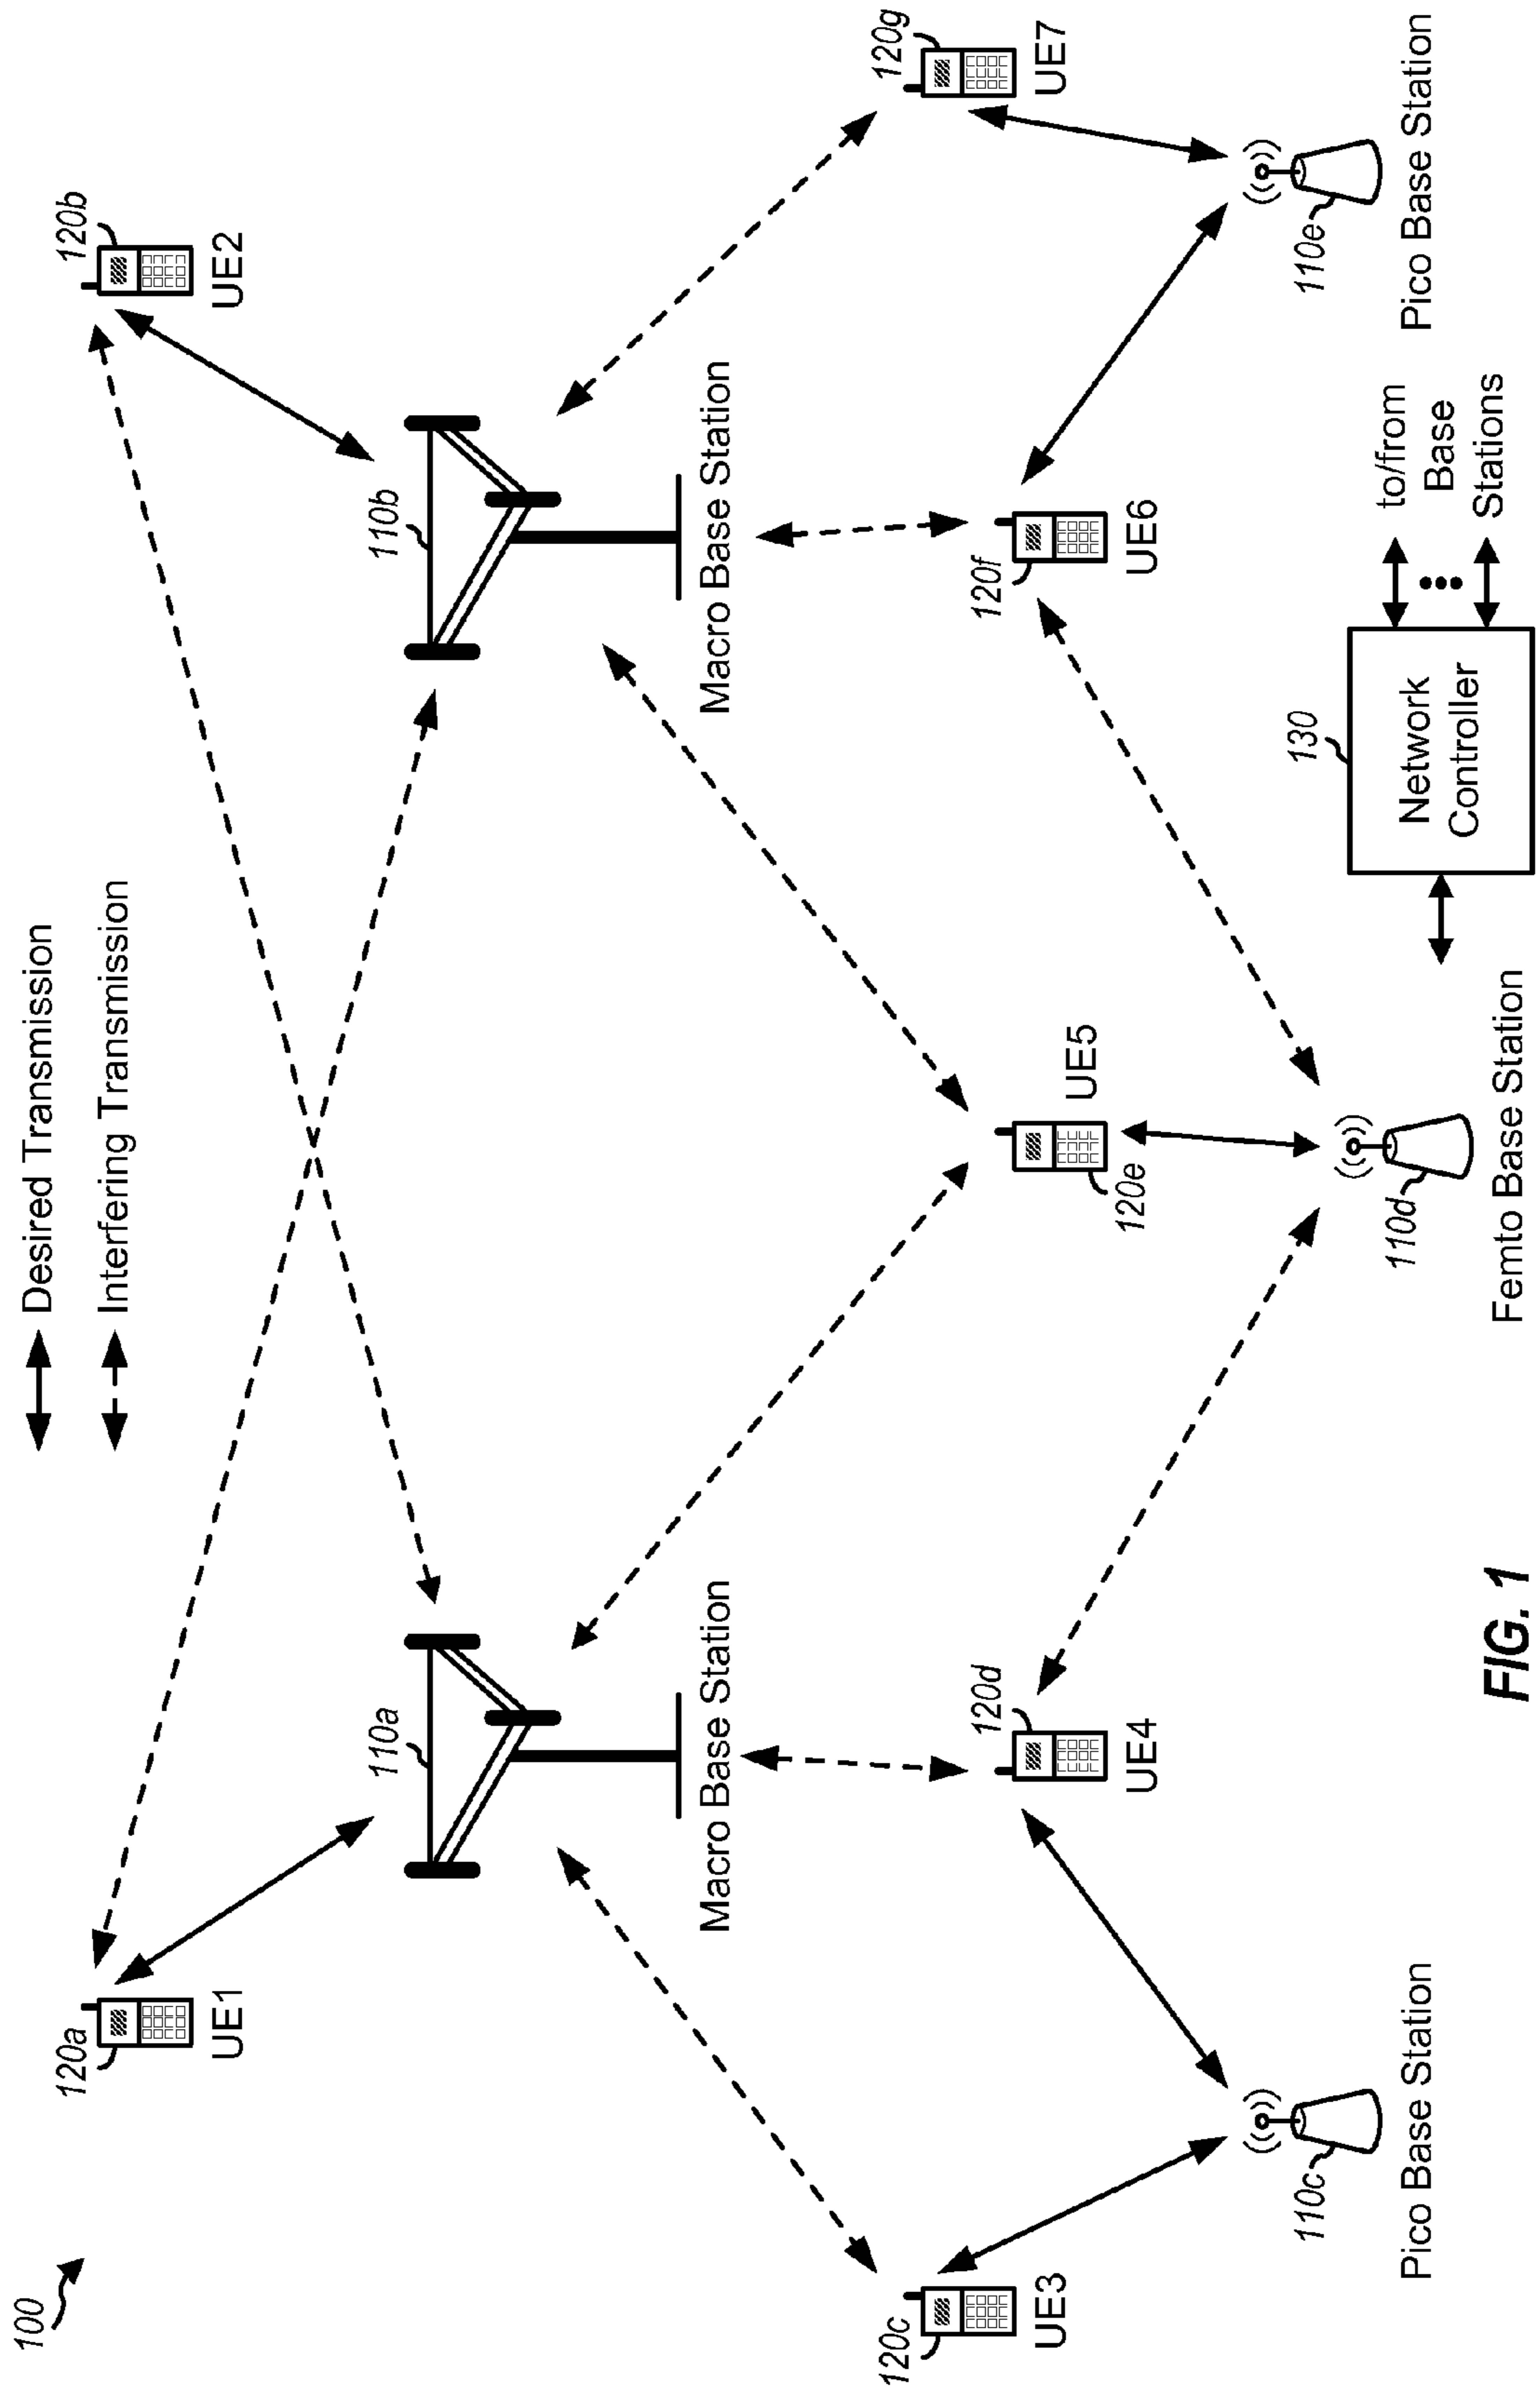 100
Desired Transmission
Interfering Transmission
120a
UE1
120b
UE2
110a
Macro Base Station
110b
Macro Base Station
120c
UE3
120d
UE4
120e
UE5
120f
UE6
120g
UE7
110c
Pico Base Station
110d
Femto Base Station
110e
Pico Base Station
130
Network
Controller
to/from
Base
Stations
FIG. 1